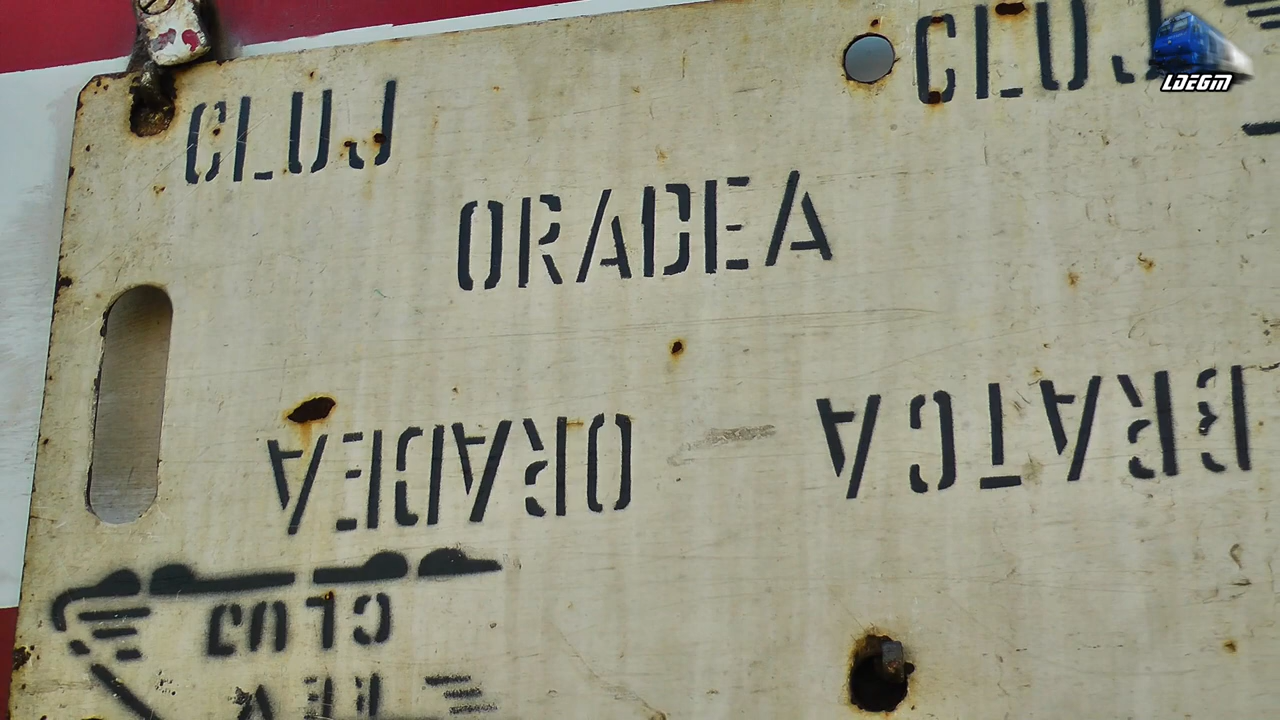 CLUJ
CLUJ
LDEGM
ORADEA
BRATCA
ORADEA
CLUJ